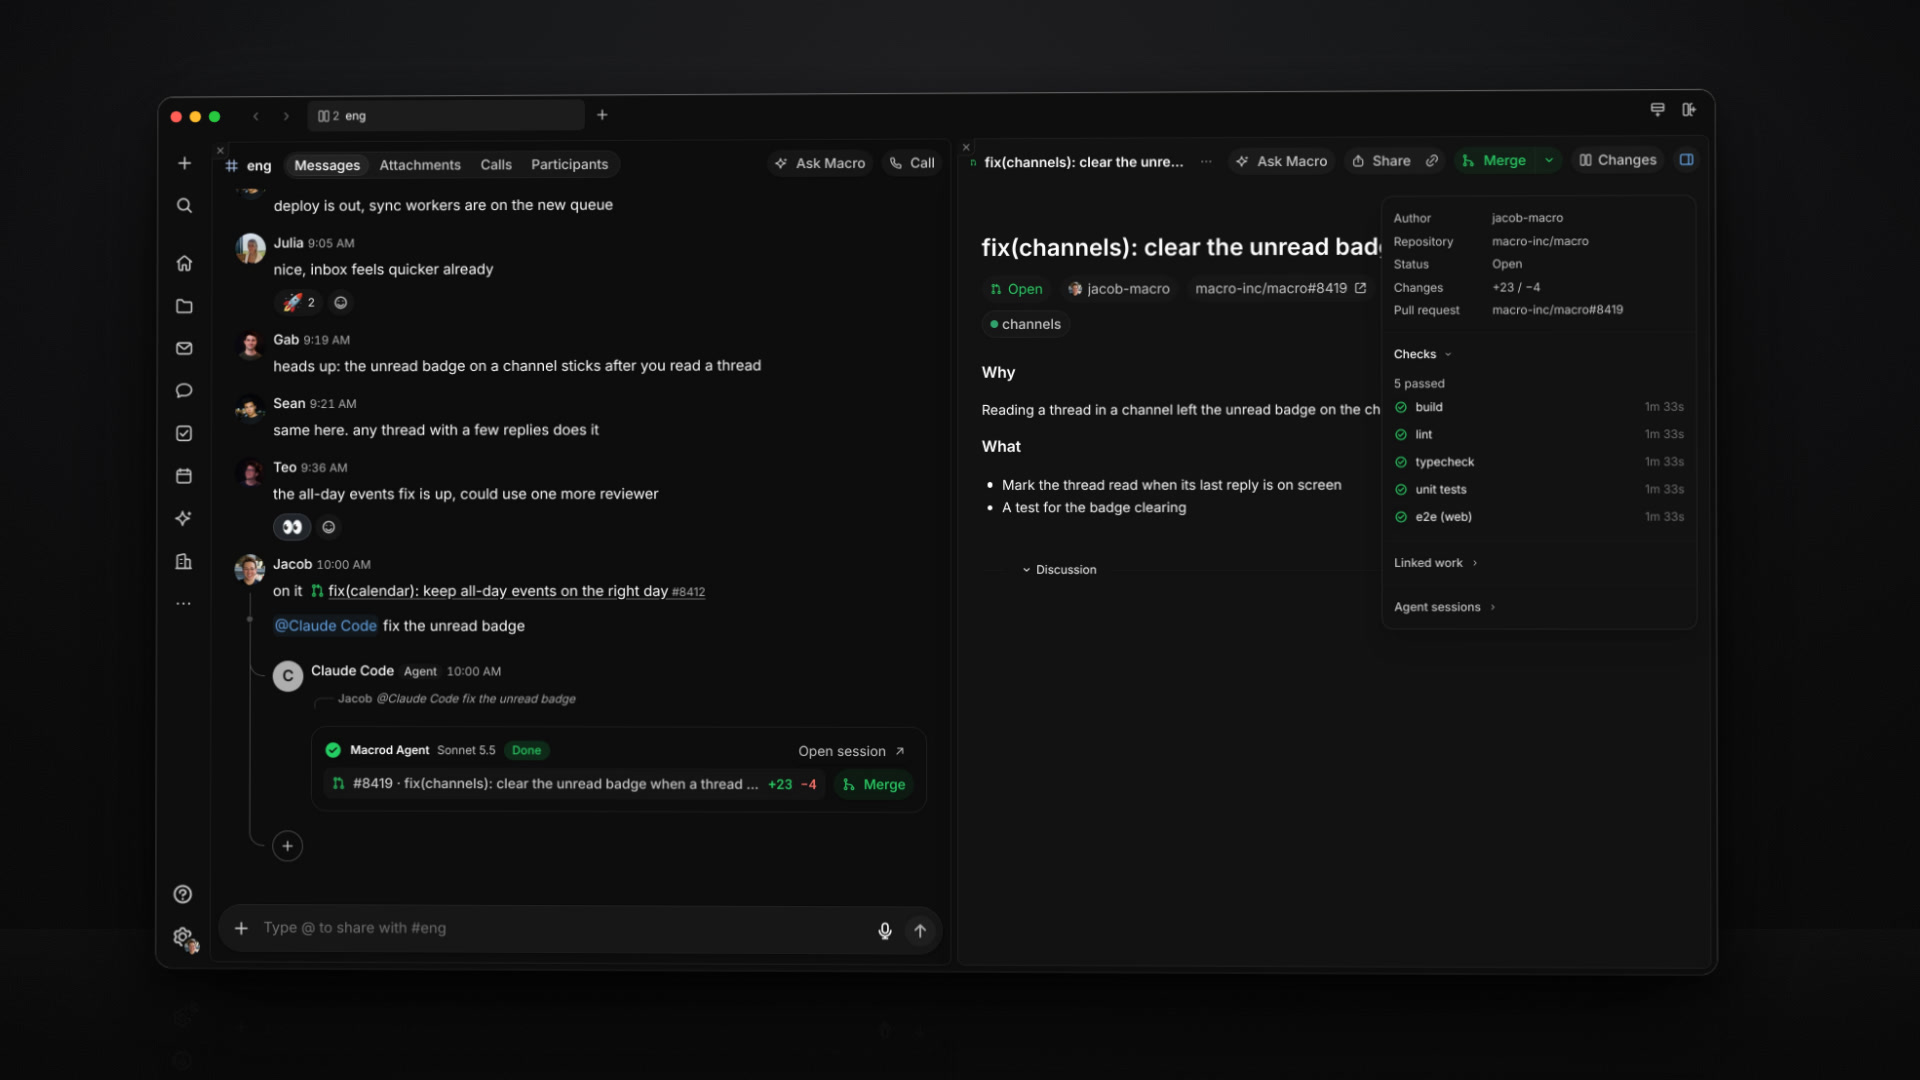 2 eng
eng
Messages
Attachments
Calls
Participants
Ask Macro
Call
deploy is out, sync workers are on the new queue
Julia 9:05 AM
nice, inbox feels quicker already
🚀 2
Gab 9:19 AM
heads up: the unread badge on a channel sticks after you read a thread
Sean 9:21 AM
same here. any thread with a few replies does it
Teo 9:36 AM
the all-day events fix is up, could use one more reviewer
👀
Jacob 10:00 AM
on it fix(calendar): keep all-day events on the right day #8412
@Claude Code fix the unread badge
C
Claude Code Agent 10:00 AM
Jacob @Claude Code fix the unread badge
Macrod Agent Sonnet 5.5 Done
Open session
#8419 · fix(channels): clear the unread badge when a thread ... +23 −4
Merge
Type @ to share with #eng
fix(channels): clear the unre...
Ask Macro
Share
Merge
Changes
fix(channels): clear the unread badg
Open
jacob-macro
macro-inc/macro#8419
channels
Why
Reading a thread in a channel left the unread badge on the ch
What
• Mark the thread read when its last reply is on screen
• A test for the badge clearing
Discussion
Author jacob-macro
Repository macro-inc/macro
Status Open
Changes +23 / −4
Pull request macro-inc/macro#8419
Checks
5 passed
build 1m 33s
lint 1m 33s
typecheck 1m 33s
unit tests 1m 33s
e2e (web) 1m 33s
Linked work
Agent sessions